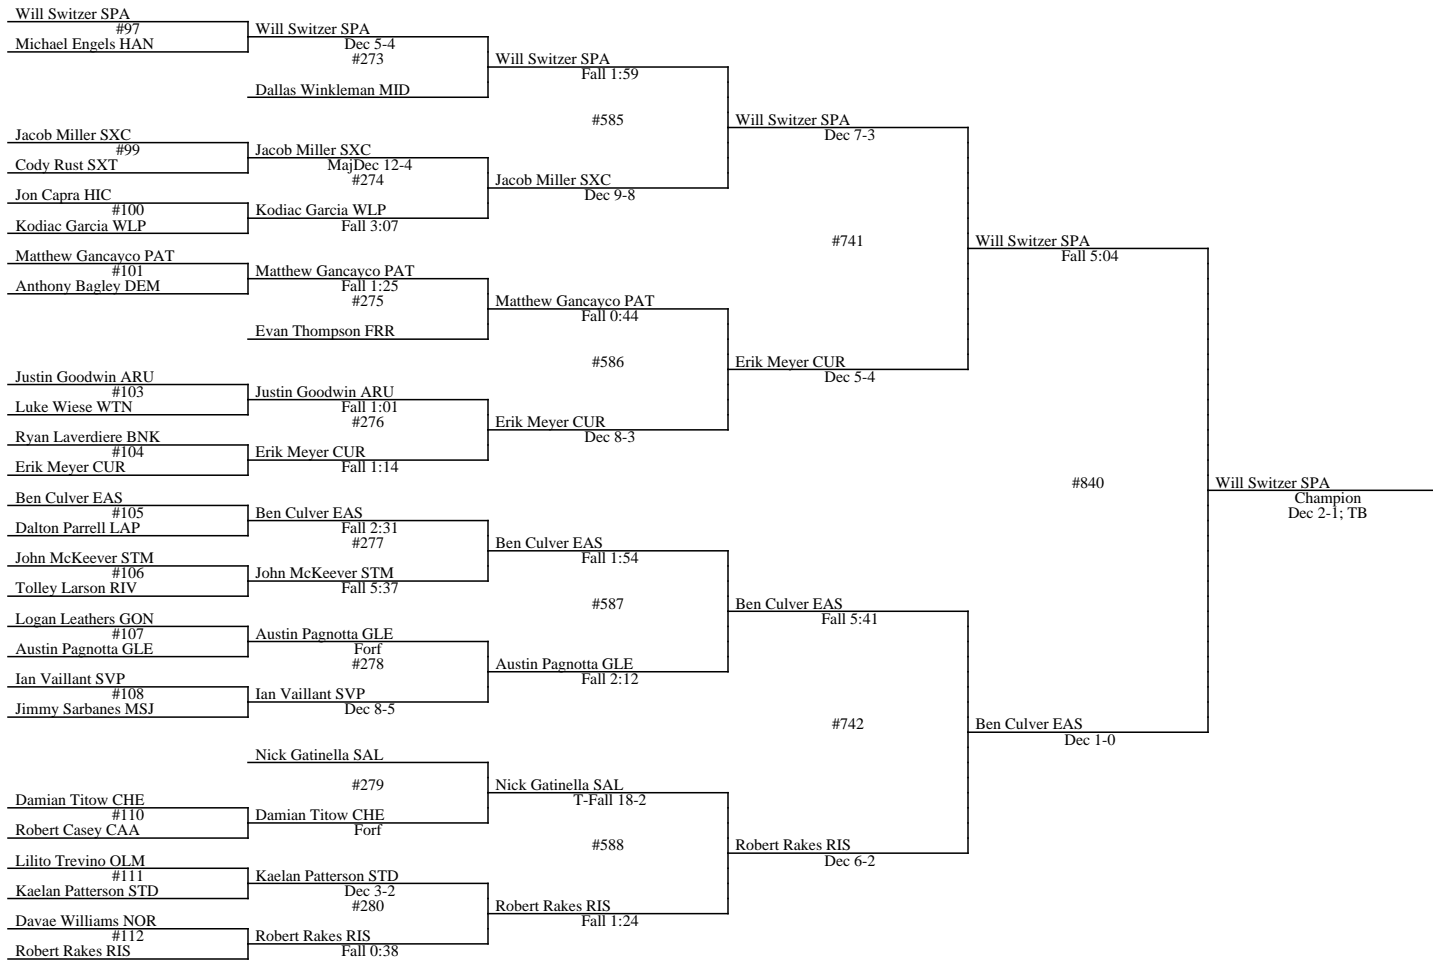 Will Switzer SPA
#97
Michael Engels HAN
Jacob Miller SXC
#99
Cody Rust SXT
Jon Capra HIC
#100
Kodiac Garcia WLP
Matthew Gancayco PAT
#101
Anthony Bagley DEM
Justin Goodwin ARU
#103
Luke Wiese WTN
Ryan Laverdiere BNK
#104
Erik Meyer CUR
Ben Culver EAS
#105
Dalton Parrell LAP
John McKeever STM
#106
Tolley Larson RIV
Logan Leathers GON
#107
Austin Pagnotta GLE
Ian Vaillant SVP
#108
Jimmy Sarbanes MSJ
Damian Titow CHE
#110
Robert Casey CAA
Lilito Trevino OLM
#111
Kaelan Patterson STD
Davae Williams NOR
#112
Robert Rakes RIS
Will Switzer SPA
Dec 5-4
#273
Dallas Winkleman MID
Jacob Miller SXC
MajDec 12-4
#274
Kodiac Garcia WLP
Fall 3:07
Matthew Gancayco PAT
Fall 1:25
#275
Evan Thompson FRR
Justin Goodwin ARU
Fall 1:01
#276
Erik Meyer CUR
Fall 1:14
Ben Culver EAS
Fall 2:31
#277
John McKeever STM
Fall 5:37
Austin Pagnotta GLE
Forf
#278
Ian Vaillant SVP
Dec 8-5
Nick Gatinella SAL
#279
Damian Titow CHE
Forf
Kaelan Patterson STD
Dec 3-2
#280
Robert Rakes RIS
Fall 0:38
Will Switzer SPA
Fall 1:59
#585
Jacob Miller SXC
Dec 9-8
Matthew Gancayco PAT
Fall 0:44
#586
Erik Meyer CUR
Dec 8-3
Ben Culver EAS
Fall 1:54
#587
Austin Pagnotta GLE
Fall 2:12
Nick Gatinella SAL
T-Fall 18-2
#588
Robert Rakes RIS
Fall 1:24
Will Switzer SPA
Dec 7-3
#741
Erik Meyer CUR
Dec 5-4
Ben Culver EAS
Fall 5:41
#742
Robert Rakes RIS
Dec 6-2
Will Switzer SPA
Fall 5:04
#840
Ben Culver EAS
Dec 1-0
Will Switzer SPA
Champion
Dec 2-1; TB